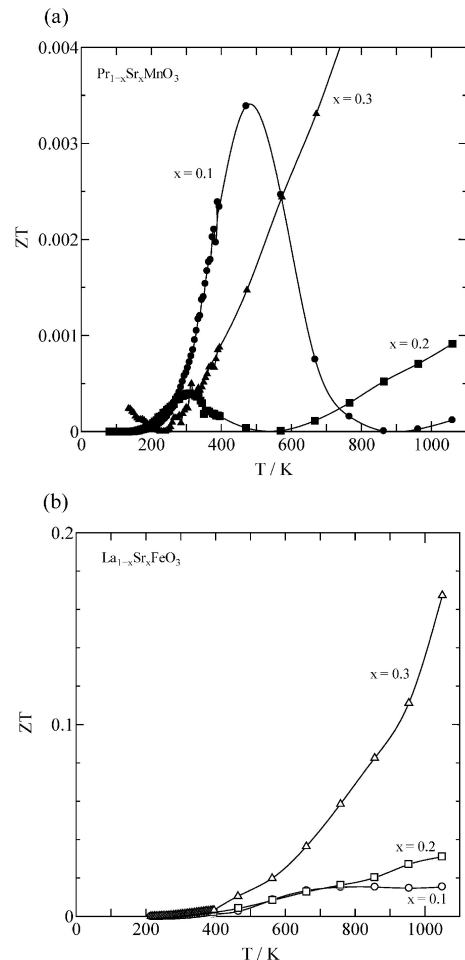 (a)
0.004
Pr₁₋ₓSrₓMnO₃
x = 0.3
0.003
x = 0.1
ZT
0.002
x = 0.2
0.001
0
0 200 400 600 800 1000
T / K
(b)
0.2
La₁₋ₓSrₓFeO₃
x = 0.3
ZT
0.1
x = 0.2
x = 0.1
0
0 200 400 600 800 1000
T / K